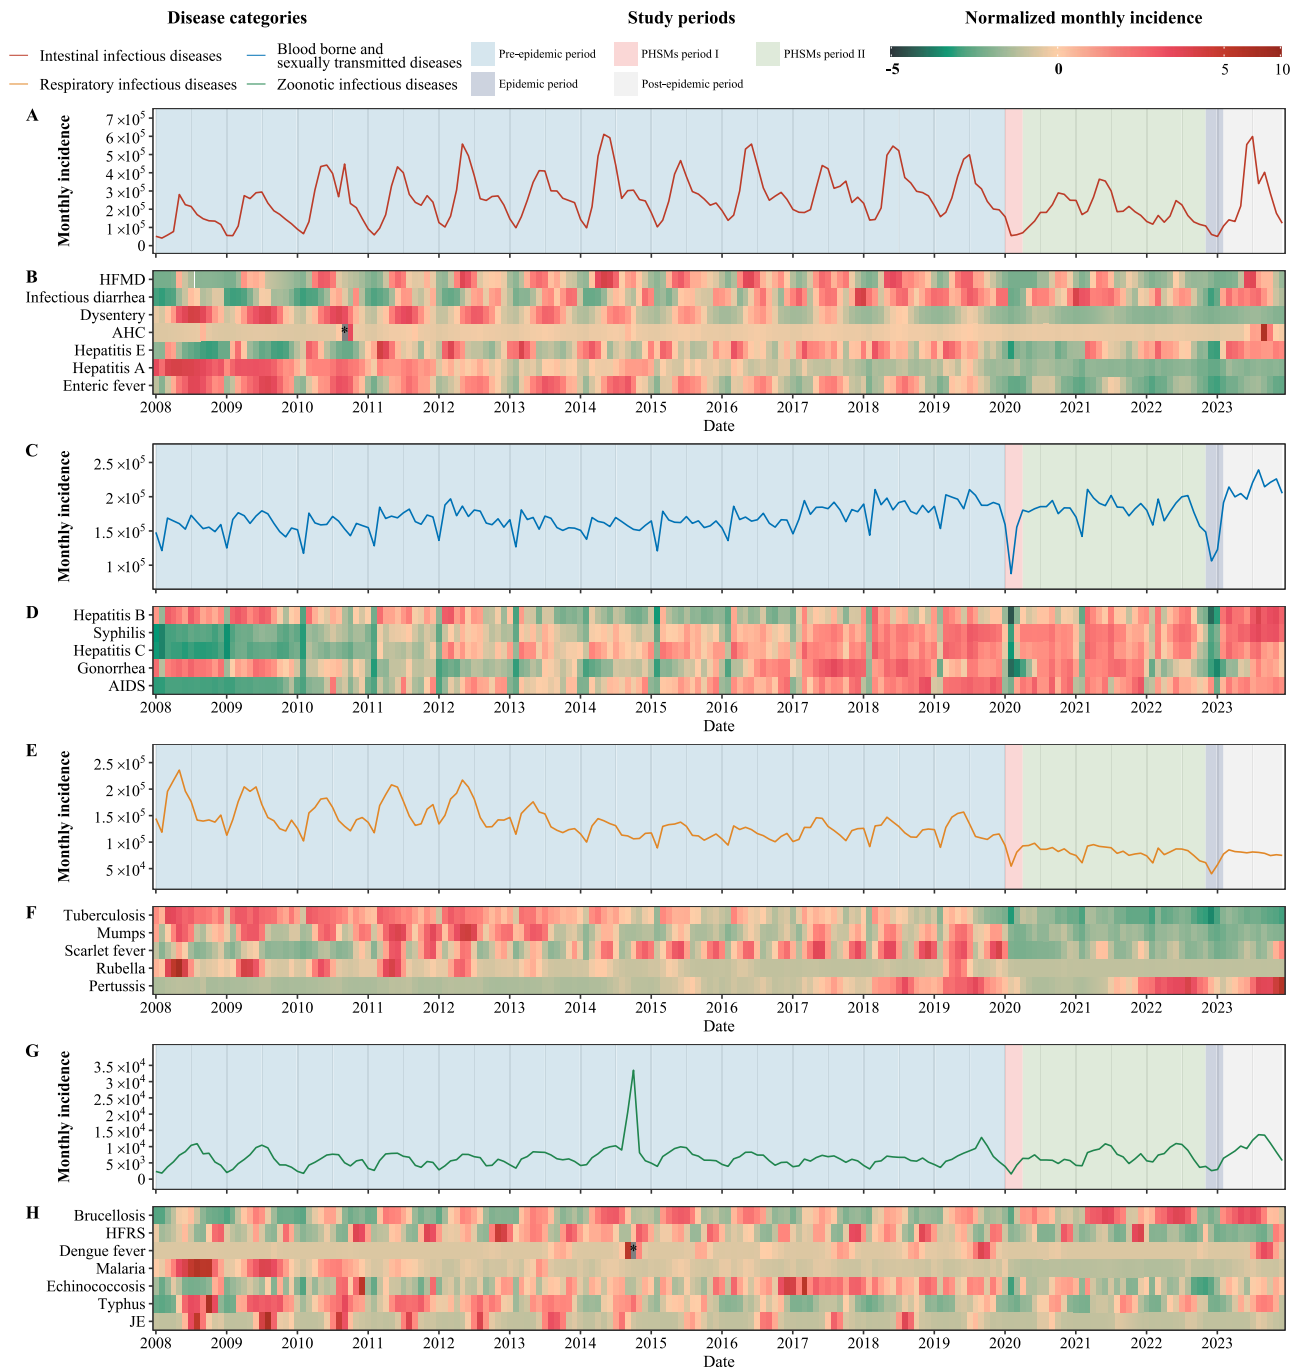 Disease categories
Study periods
Normalized monthly incidence
Intestinal infectious diseases
Blood borne and
sexually transmitted diseases
Respiratory infectious diseases
Zoonotic infectious diseases
Pre-epidemic period
PHSMs period I
PHSMs period II
Epidemic period
Post-epidemic period
-5 0 5 10
A
Monthly incidence
7 ×10⁵
6 ×10⁵
5 ×10⁵
4 ×10⁵
3 ×10⁵
2 ×10⁵
1 ×10⁵
0
B
HFMD
Infectious diarrhea
Dysentery
AHC
*
Hepatitis E
Hepatitis A
Enteric fever
2008 2009 2010 2011 2012 2013 2014 2015 2016 2017 2018 2019 2020 2021 2022 2023
Date
C
Monthly incidence
2.5 ×10⁵
2 ×10⁵
1.5 ×10⁵
1 ×10⁵
D
Hepatitis B
Syphilis
Hepatitis C
Gonorrhea
AIDS
2008 2009 2010 2011 2012 2013 2014 2015 2016 2017 2018 2019 2020 2021 2022 2023
Date
E
Monthly incidence
2.5 ×10⁵
2 ×10⁵
1.5 ×10⁵
1 ×10⁵
5 ×10⁴
F
Tuberculosis
Mumps
Scarlet fever
Rubella
Pertussis
2008 2009 2010 2011 2012 2013 2014 2015 2016 2017 2018 2019 2020 2021 2022 2023
Date
G
Monthly incidence
3.5 ×10⁴
3 ×10⁴
2.5 ×10⁴
2 ×10⁴
1.5 ×10⁴
1 ×10⁴
5 ×10³
0
H
Brucellosis
HFRS
Dengue fever
*
Malaria
Echinococcosis
Typhus
JE
2008 2009 2010 2011 2012 2013 2014 2015 2016 2017 2018 2019 2020 2021 2022 2023
Date